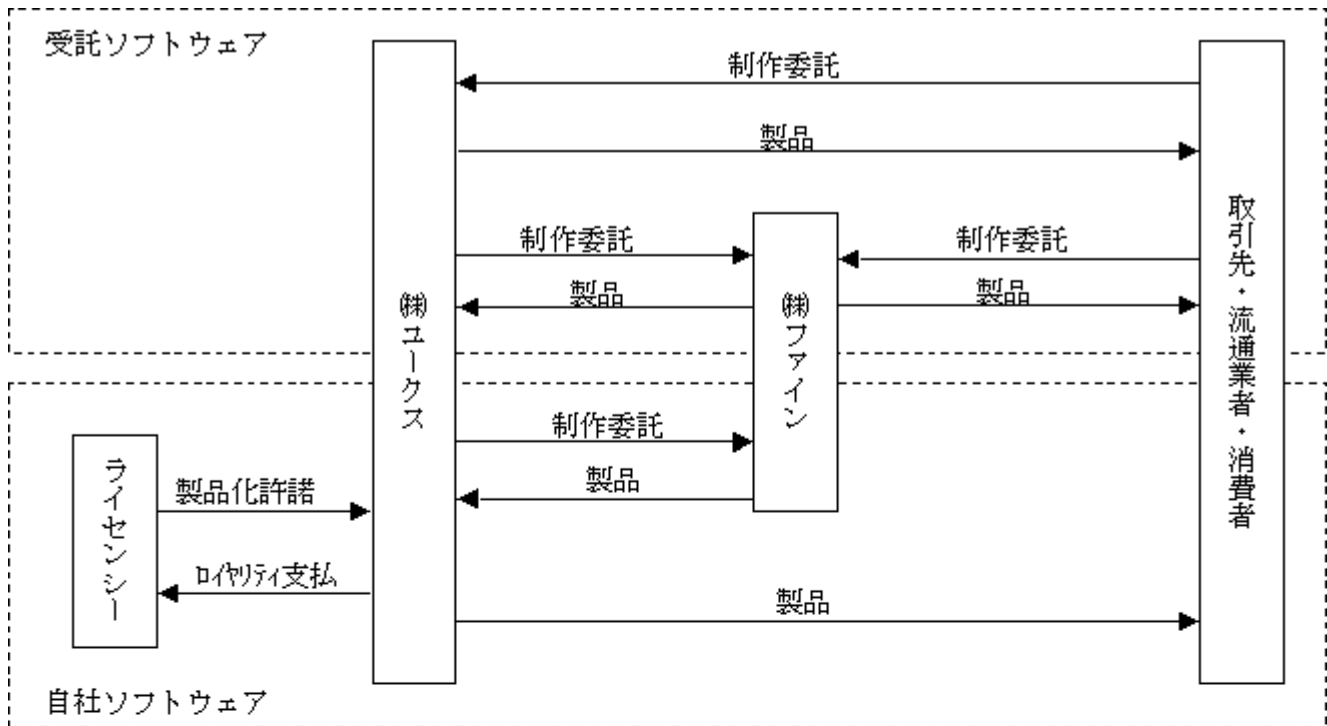 受託ソフトウェア
制作委託
製品
制作委託
制作委託
製品
製品
㈱ユークス
㈱ファイン
取引先・流通業者・消費者
制作委託
製品
ライセンシー
製品化許諾
ﾛｲﾔﾘﾃｨ支払
製品
自社ソフトウェア